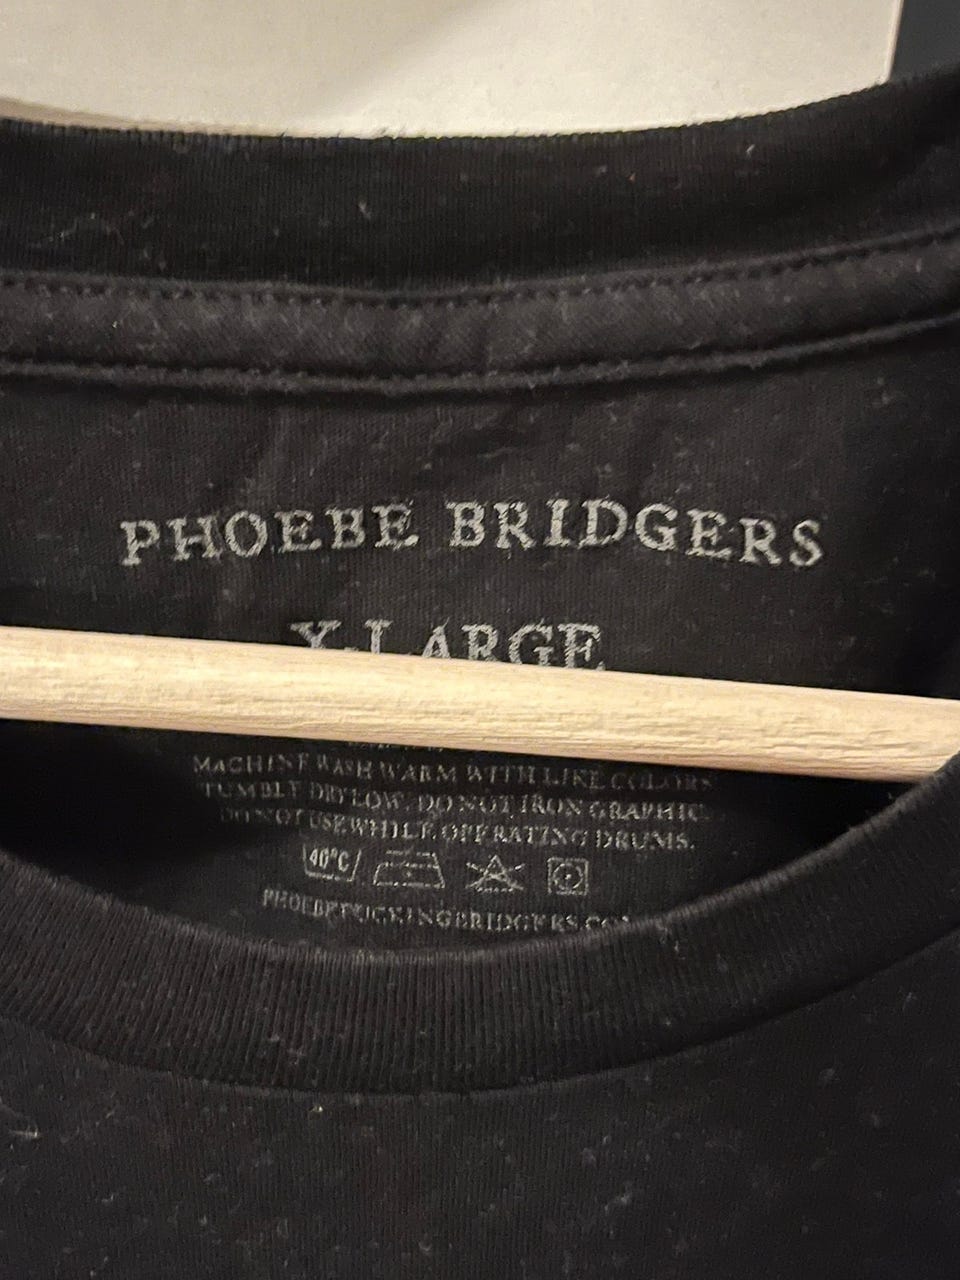 PHOEBE BRIDGERS
X-LARGE
MACHINE WASH WARM WITH LIKE COLORS
TUMBLE DRY LOW. DO NOT IRON GRAPHIC.
DO NOT USE WHILE OPERATING DRUMS.
40°C
PHOEBEFUCKINGBRIDGERS.COM